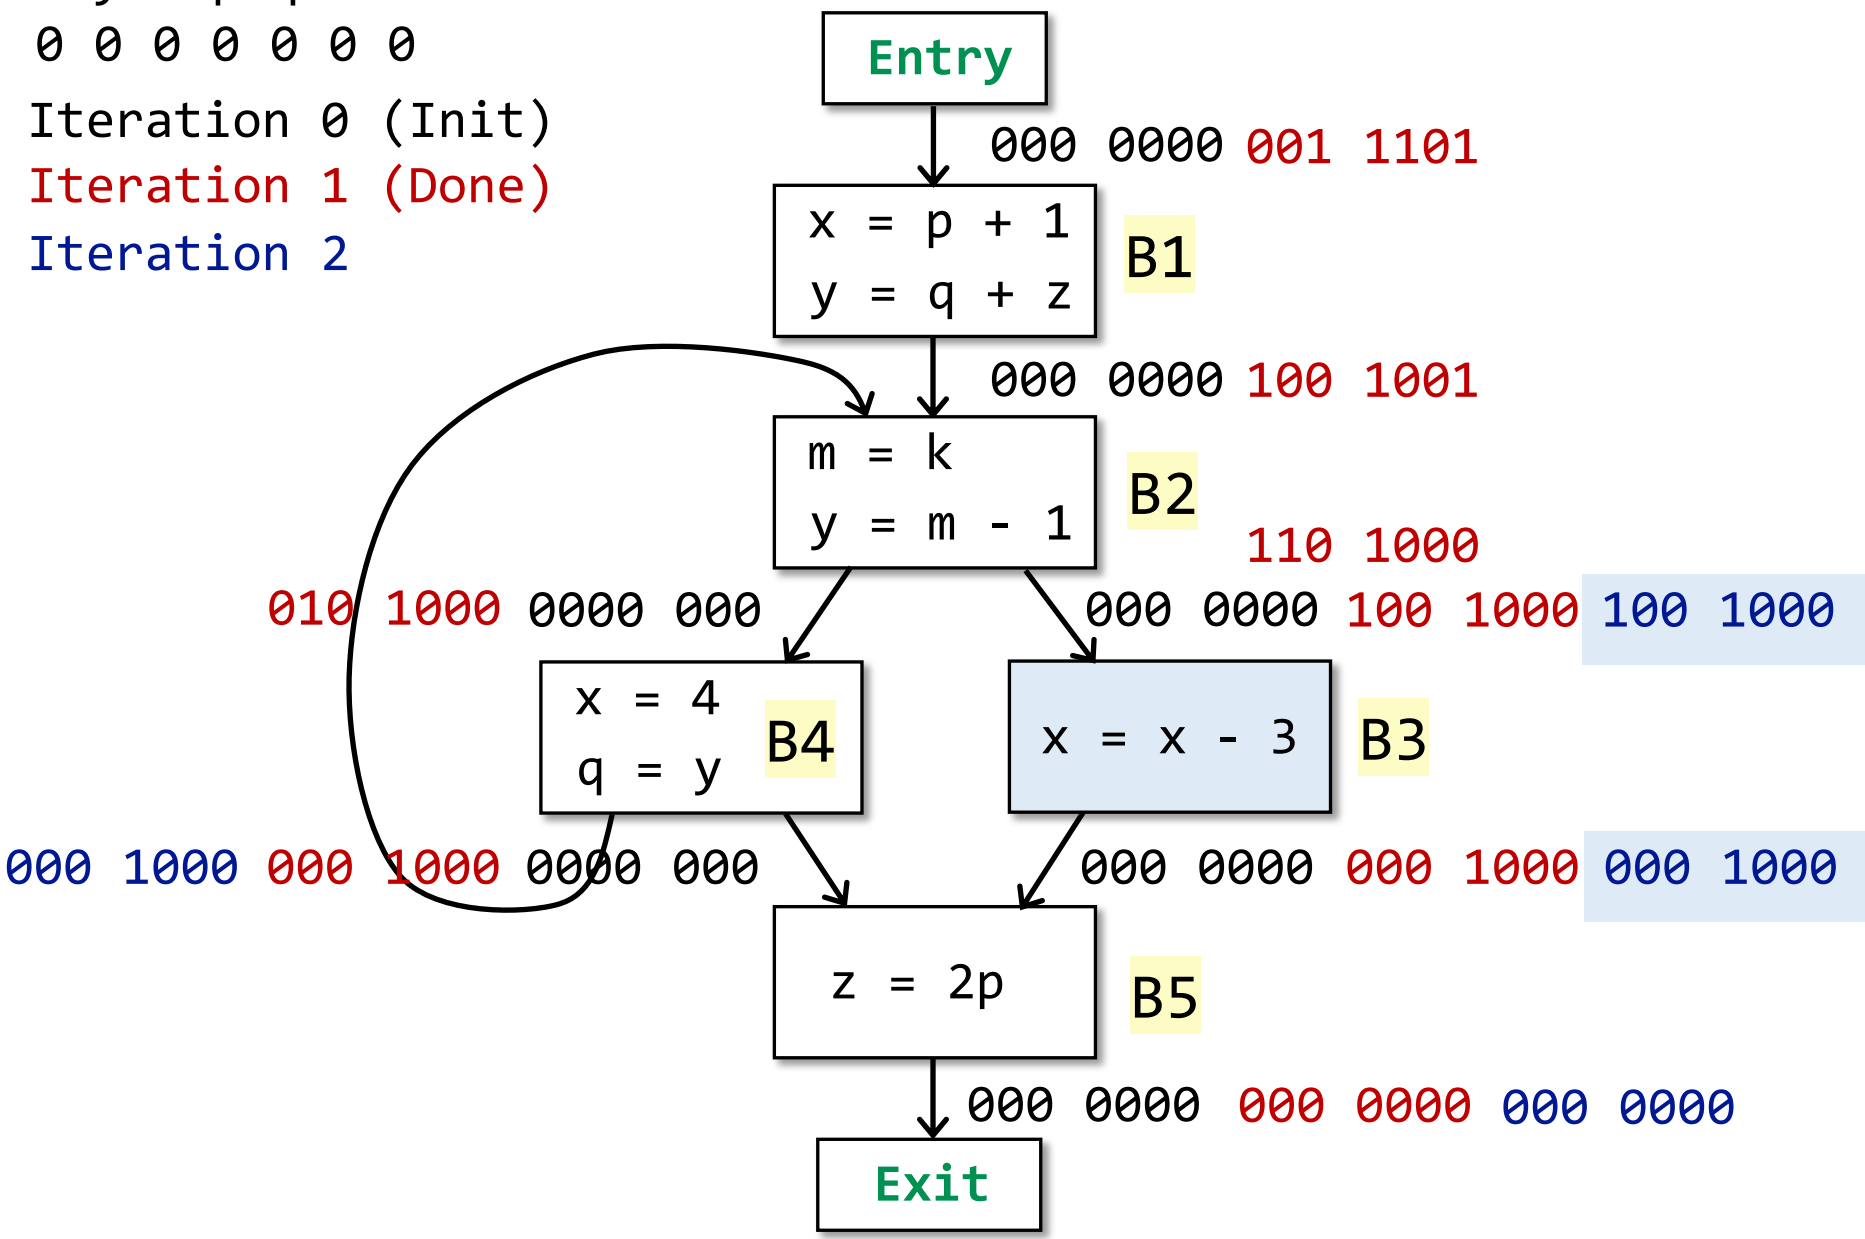 0 0 0 0 0 0 0
Iteration 0 (Init)
Iteration 1 (Done)
Iteration 2
Entry
000 0000 001 1101
x = p + 1
y = q + z
B1
000 0000 100 1001
m = k
y = m - 1
B2
110 1000
010 1000 0000 000
000 0000 100 1000 100 1000
x = 4
q = y
B4
x = x - 3
B3
000 1000 000 1000 0000 000
000 0000 000 1000 000 1000
z = 2p
B5
000 0000 000 0000 000 0000
Exit